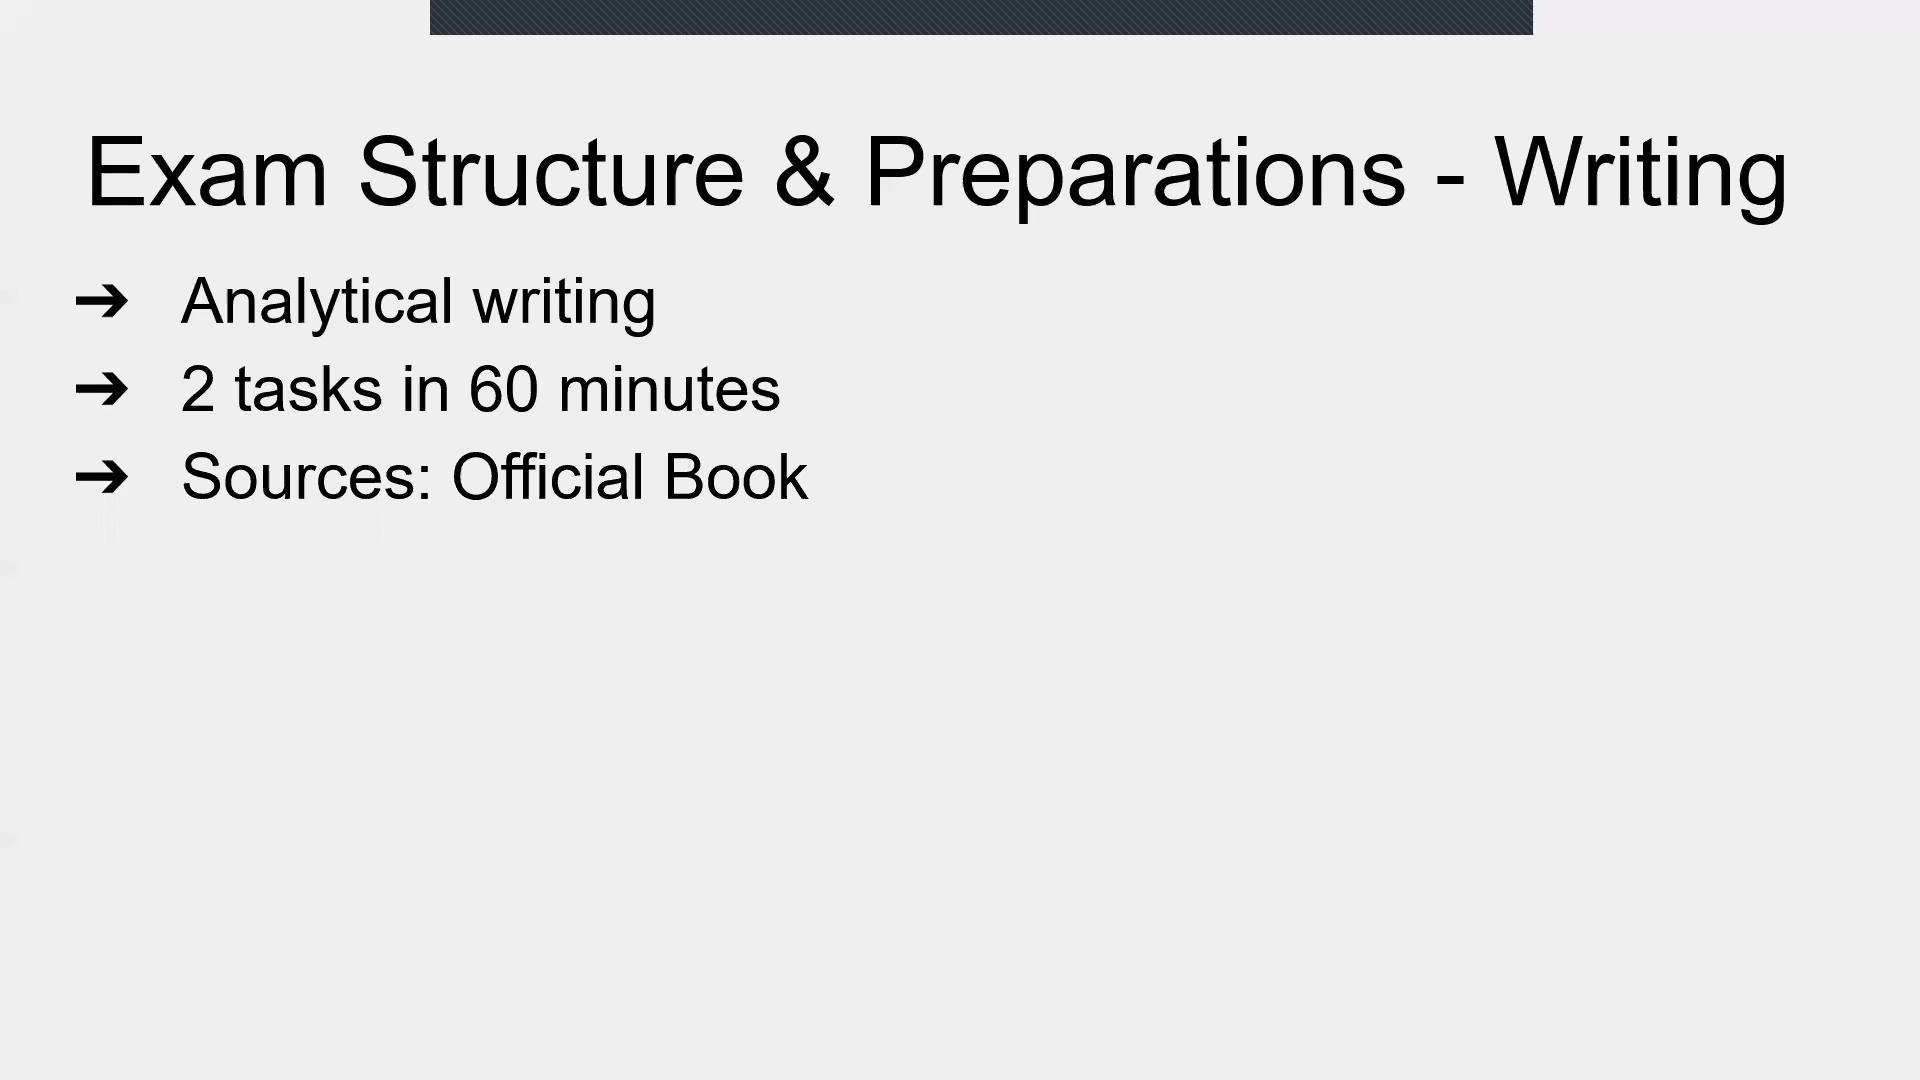 Exam Structure & Preparations - Writing
➔ Analytical writing
➔ 2 tasks in 60 minutes
➔ Sources: Official Book